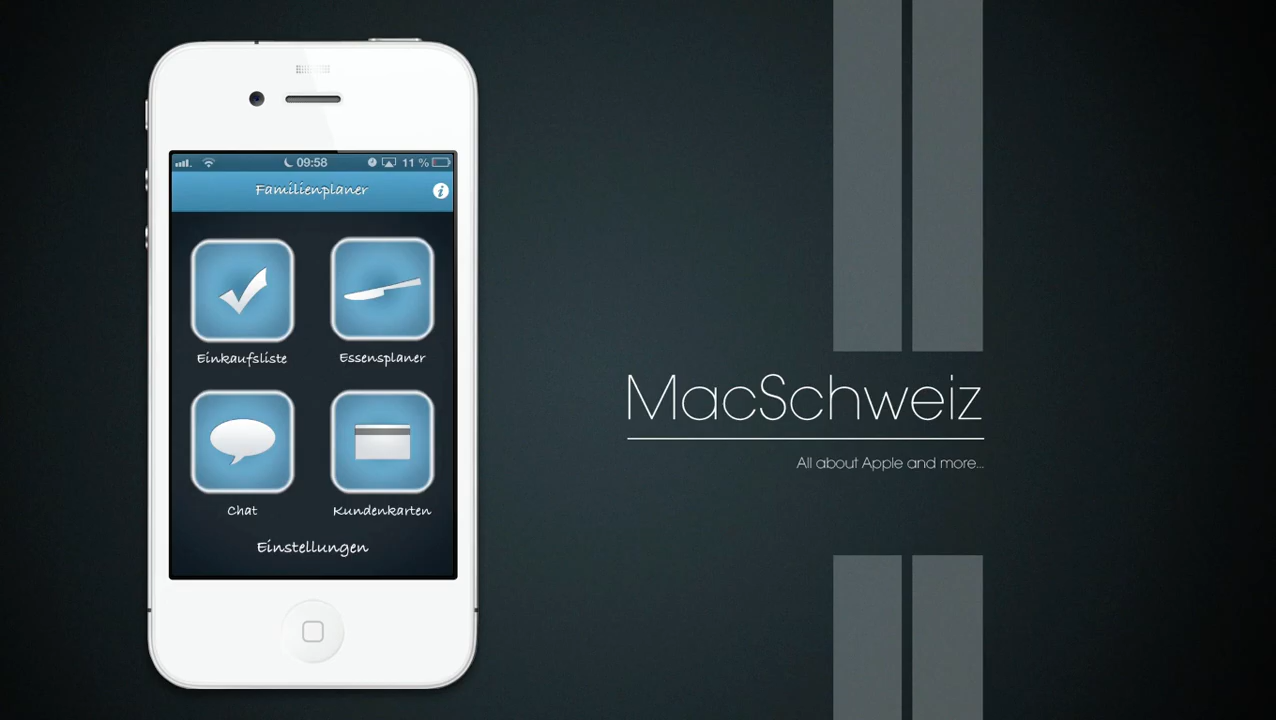 09:58
11 %
Familienplaner
Einkaufsliste
Essensplaner
Chat
Kundenkarten
Einstellungen
MacSchweiz
All about Apple and more...